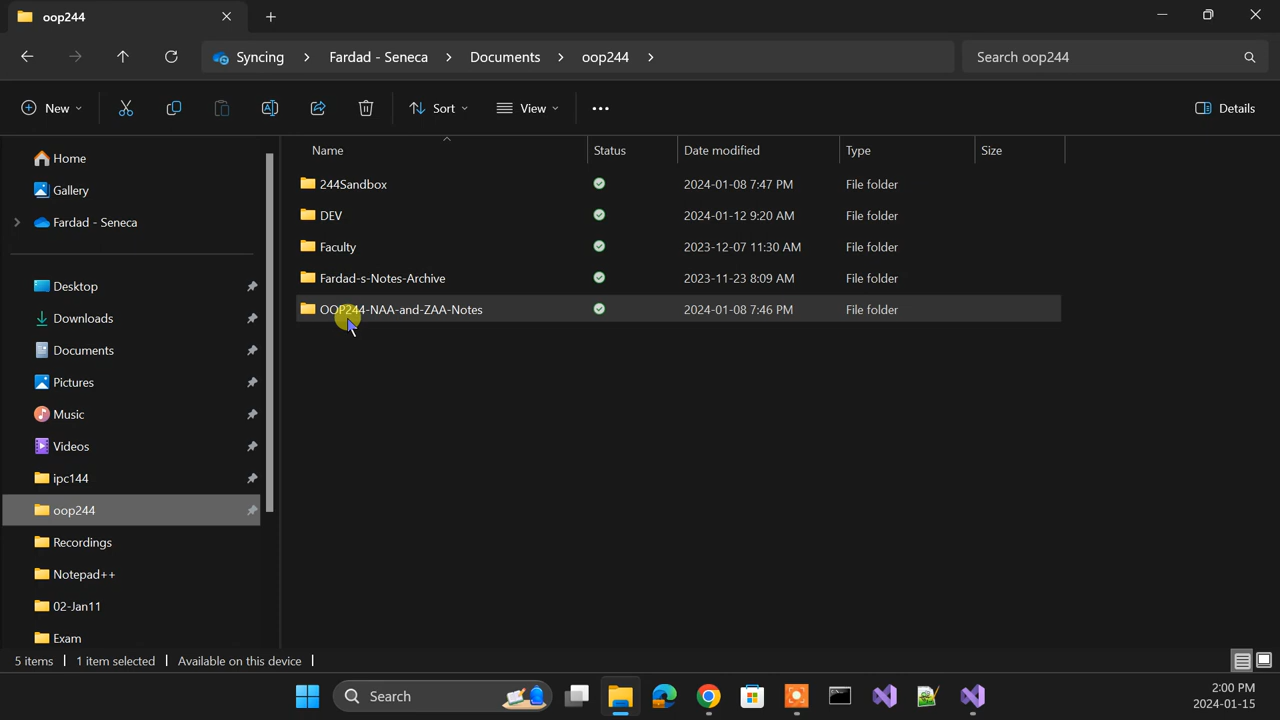 oop244
Syncing > Fardad - Seneca > Documents > oop244 >
Search oop244
New
Sort
View
Details
Name Status Date modified Type Size
Home
Gallery
Fardad - Seneca
Desktop
Downloads
Documents
Pictures
Music
Videos
ipc144
oop244
Recordings
Notepad++
02-Jan11
Exam
244Sandbox 2024-01-08 7:47 PM File folder
DEV 2024-01-12 9:20 AM File folder
Faculty 2023-12-07 11:30 AM File folder
Fardad-s-Notes-Archive 2023-11-23 8:09 AM File folder
OOP244-NAA-and-ZAA-Notes 2024-01-08 7:46 PM File folder
5 items 1 item selected Available on this device
Search
2:00 PM
2024-01-15